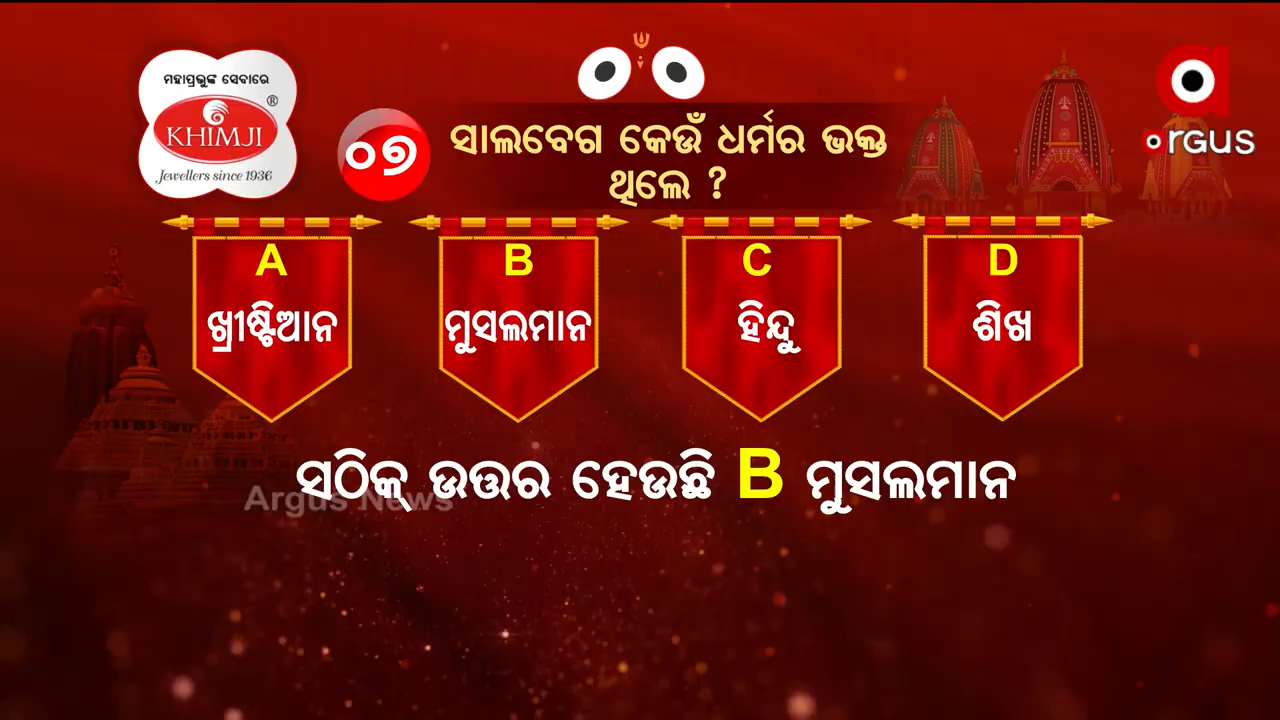 ମହାପ୍ରଭୁଙ୍କ ସେବାରେ
KHIMJI
®
Jewellers since 1936
୦୭
ସାଲବେଗ କେଉଁ ଧର୍ମର ଭକ୍ତ
ଥିଲେ ?
argus
A
ଖ୍ରୀଷ୍ଟିଆନ
B
ମୁସଲମାନ
C
ହିନ୍ଦୁ
D
ଶିଖ
ସଠିକ୍ ଉତ୍ତର ହେଉଛି B ମୁସଲମାନ
Argus News